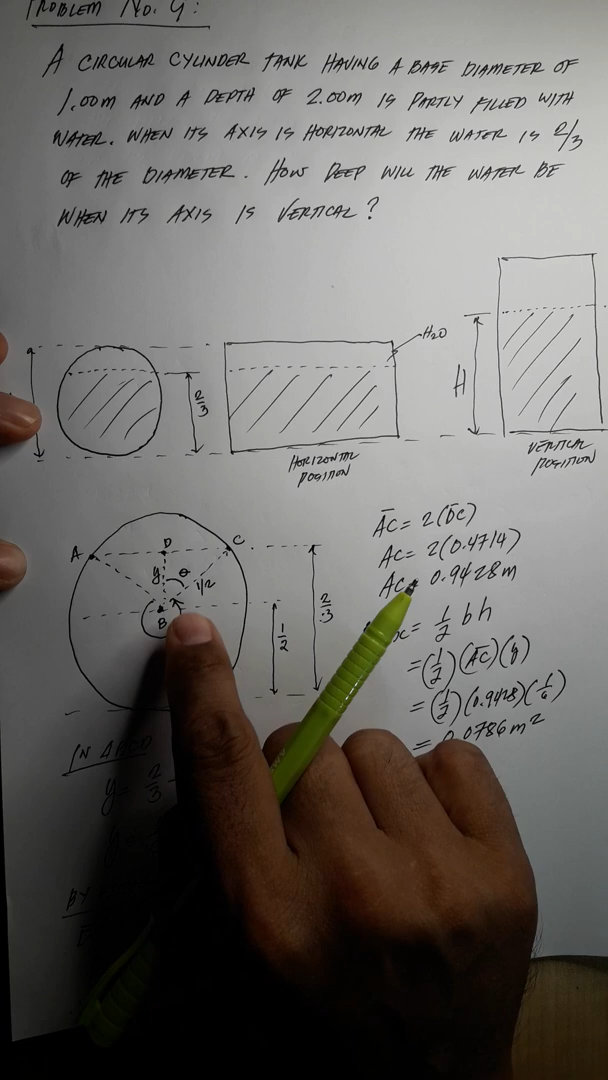 PROBLEM NO. 4:
A CIRCULAR CYLINDER TANK HAVING A BASE DIAMETER OF
1.00m AND A DEPTH OF 2.00m IS PARTLY FILLED WITH
WATER. WHEN ITS AXIS IS HORIZONTAL THE WATER IS 2/3
OF THE DIAMETER. HOW DEEP WILL THE WATER BE
WHEN ITS AXIS IS VERTICAL?
H2O
2/3
H
HORIZONTAL
POSITION
VERTICAL
POSITION
A D C
y θ 1/2
B
1/2
2/3
AC = 2(DC)
AC = 2(0.4714)
AC = 0.9428m
= 1/2 bh
= (1/2)(AC)(y)
= (1/2)(0.9428)(1/6)
= 0.0786m²
IN
y = 2/3 -
BY